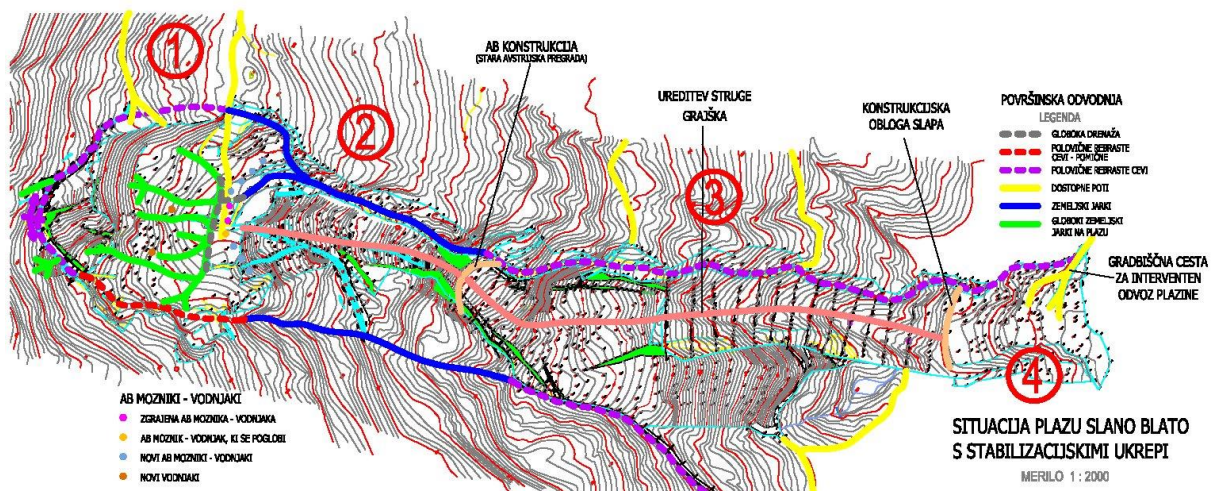 1
2
3
4
AB KONSTRUKCIJA
(STARA AVSTRIJSKA PREGRADA)
UREDITEV STRUGE
GRAJŠKA
KONSTRUKCIJSKA
OBLOGA SLAPA
POVRŠINSKA ODVODNJA
LEGENDA
GLOBOKA DRENAŽA
POLOVIČNE REBRASTE
CEVI - POMIČNE
POLOVIČNE REBRASTE CEVI
DOSTOPNE POTI
ZEMELJSKI JARKI
GLOBOKI ZEMELJSKI
JARKI NA PLAZU
GRADBIŠČNA CESTA
ZA INTERVENTEN
ODVOZ PLAZINE
AB MOZNIKI - VODNJAKI
ZGRAJENA AB MOZNIKA - VODNJAKA
AB MOZNIK - VODNJAK, KI SE POGLOBI
NOVI AB MOZNIKI - VODNJAKI
NOVI VODNJAKI
SITUACIJA PLAZU SLANO BLATO
S STABILIZACIJSKIMI UKREPI
MERILO 1 : 2000